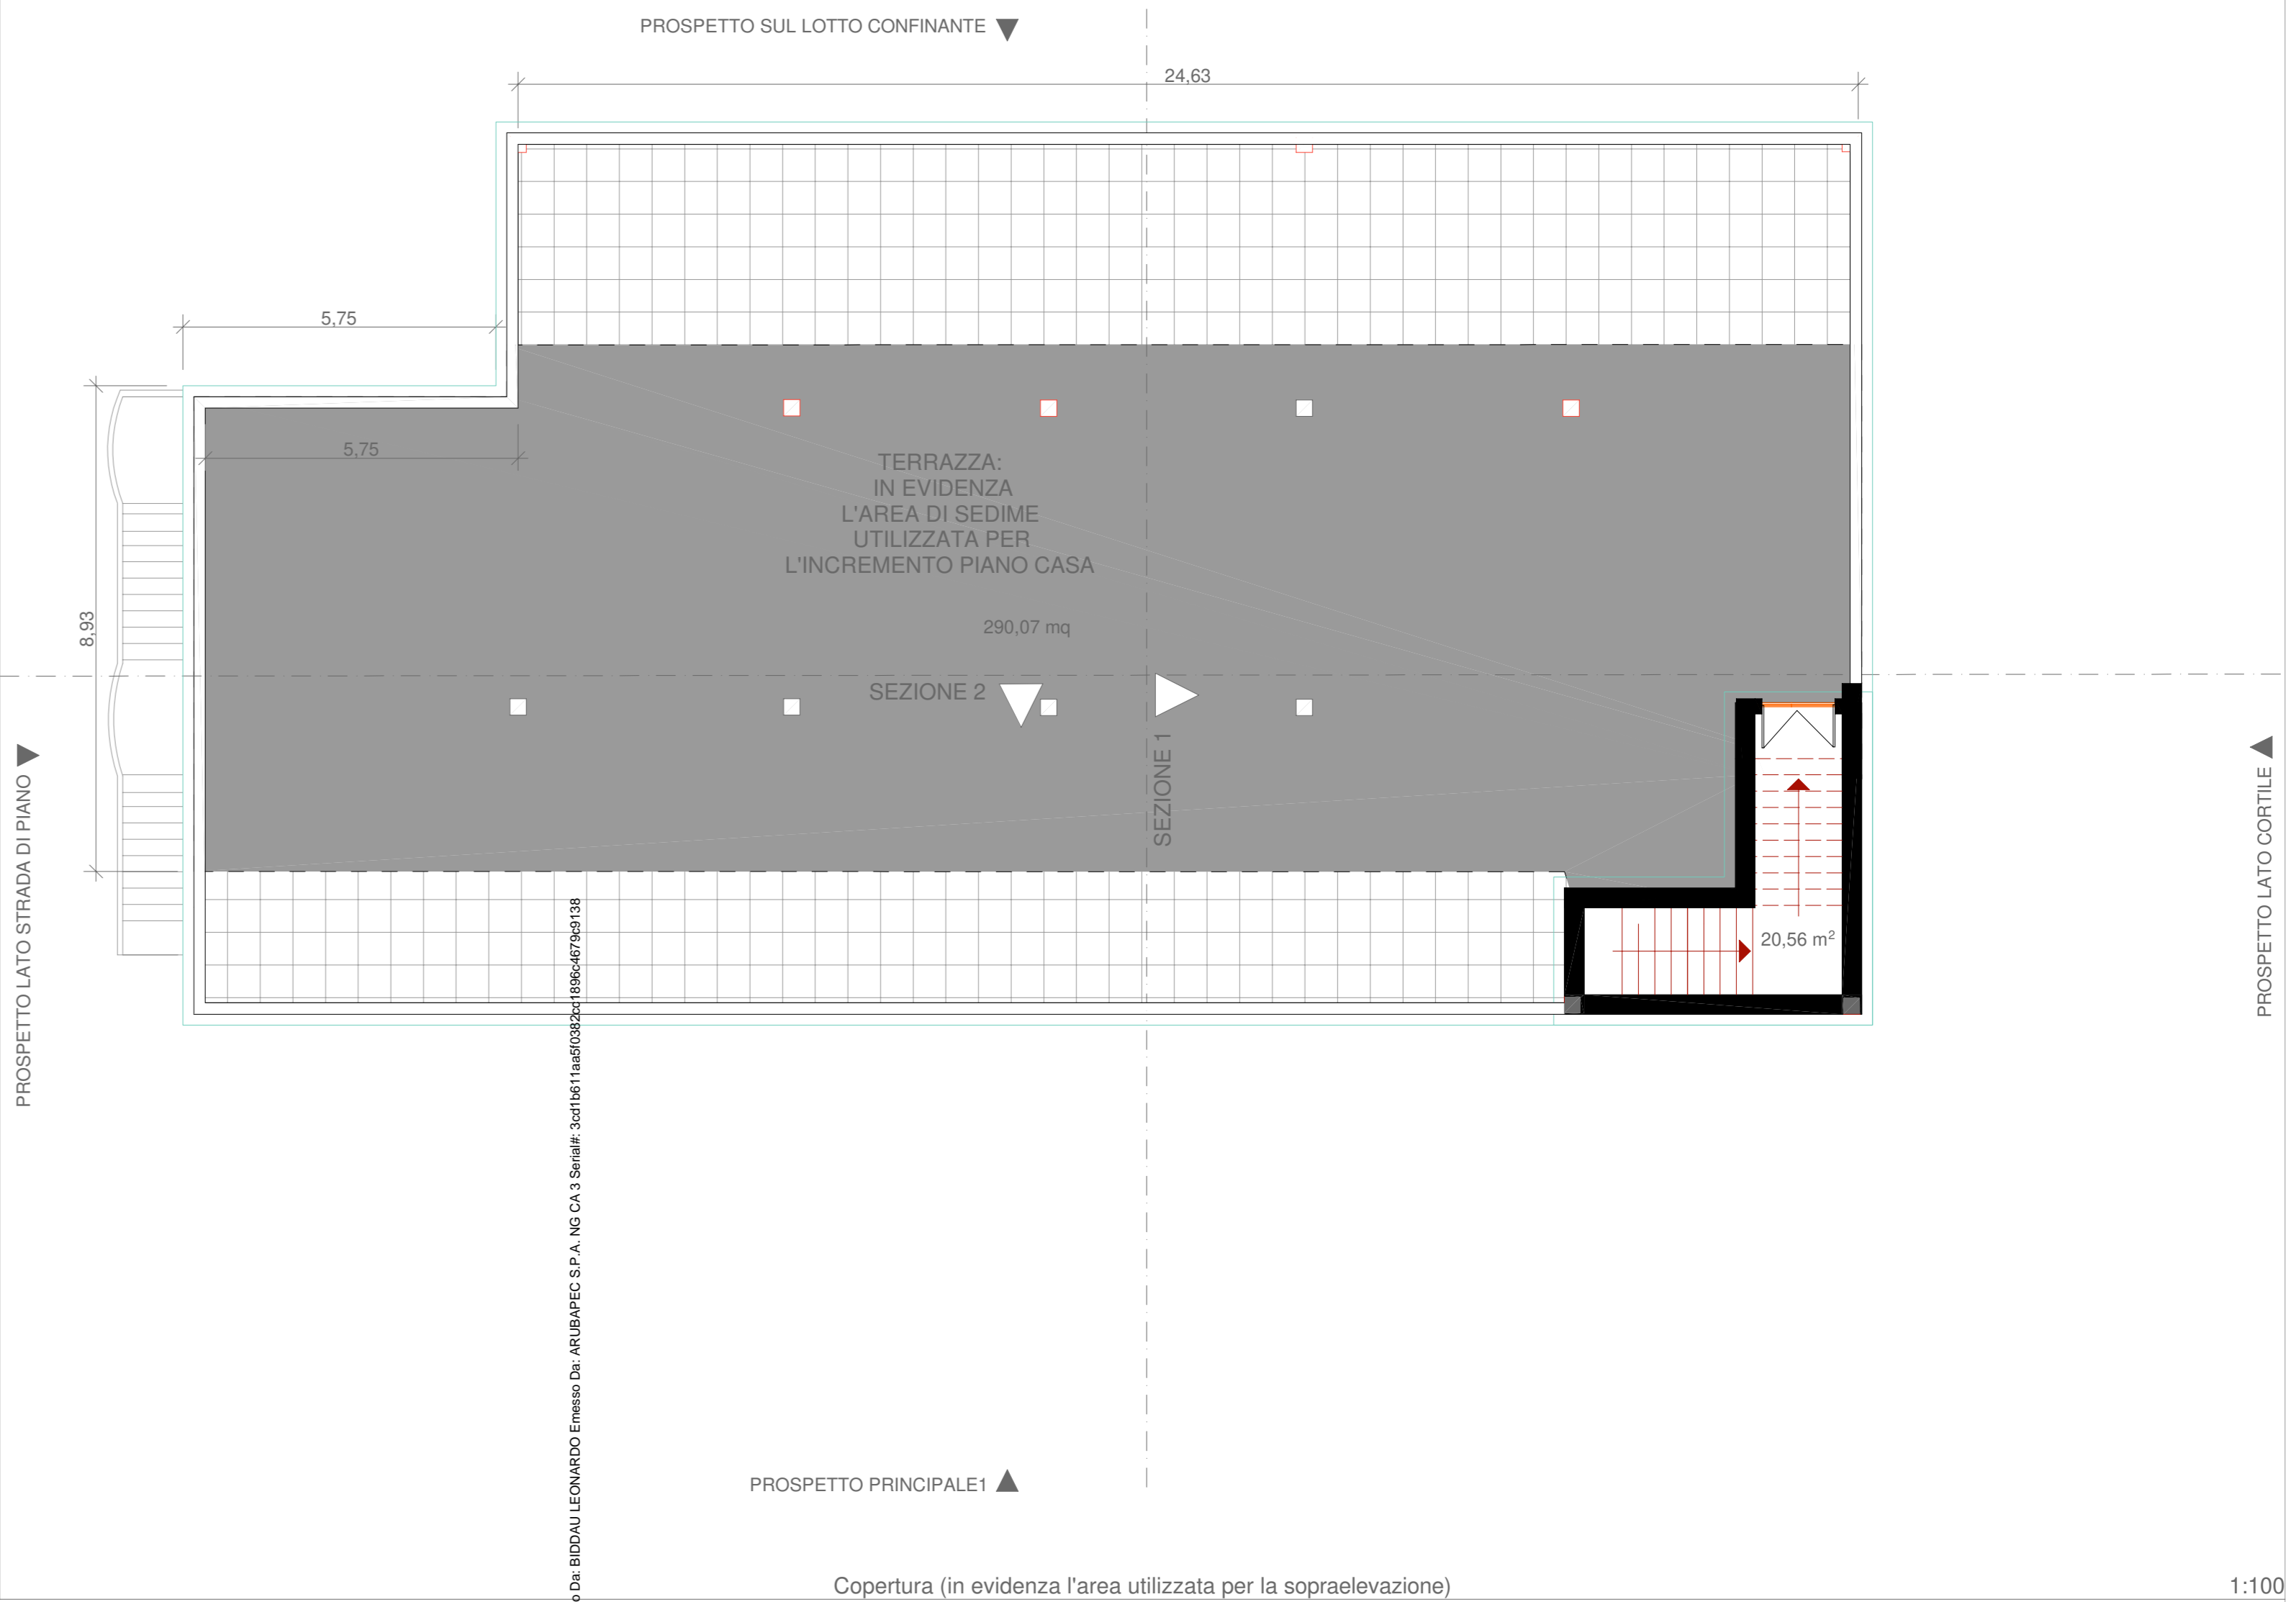 PROSPETTO SUL LOTTO CONFINANTE
24,63
5,75
5,75
TERRAZZA:
IN EVIDENZA
L'AREA DI SEDIME
UTILIZZATA PER
L'INCREMENTO PIANO CASA
8,93
290,07 mq
SEZIONE 2
SEZIONE 1
PROSPETTO LATO STRADA DI PIANO
PROSPETTO LATO CORTILE
20,56 m²
o Da: BIDDAU LEONARDO Emesso Da: ARUBAPEC S.P.A. NG CA 3 Serial#: 3cd1b611aa5f0382cd1896c4679c9138
PROSPETTO PRINCIPALE1
Copertura (in evidenza l'area utilizzata per la sopraelevazione)
1:100